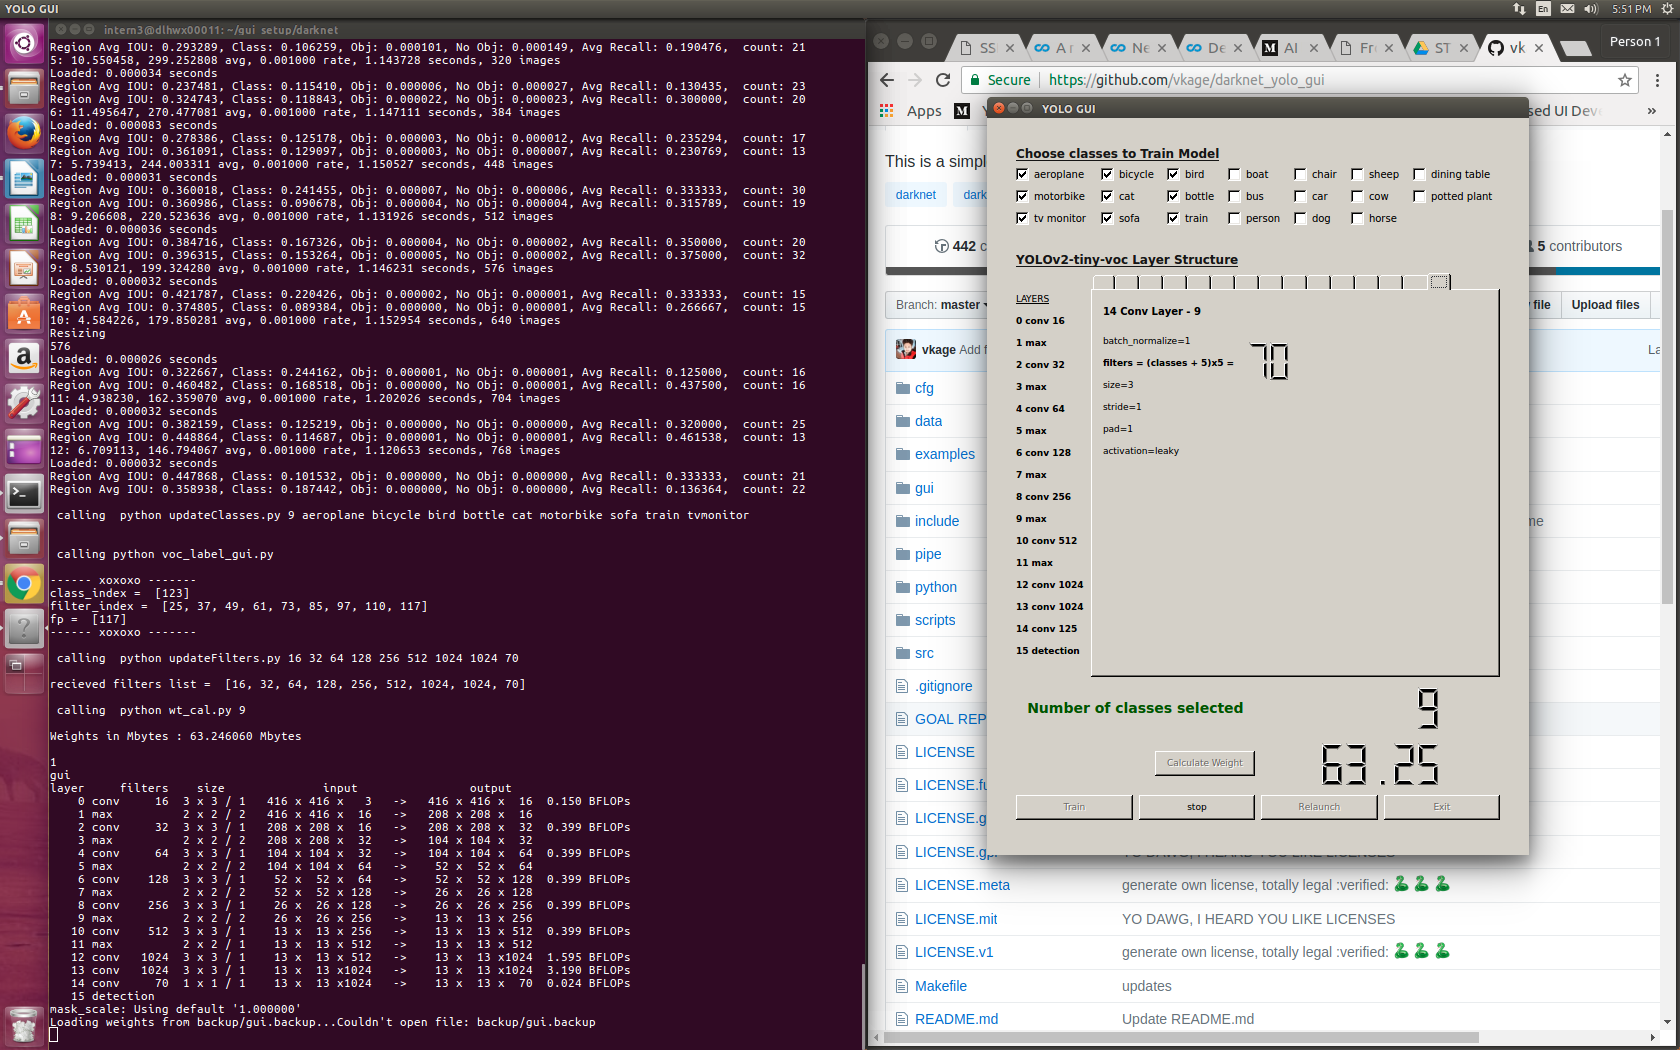 YOLO GUI
En
5:51 PM
intern3@dlhwx00011: ~/gui_setup/darknet
Region Avg IOU: 0.293289, Class: 0.106259, Obj: 0.000101, No Obj: 0.000149, Avg Recall: 0.190476,  count: 21
5: 10.550458, 299.252808 avg, 0.001000 rate, 1.143728 seconds, 320 images
Loaded: 0.000034 seconds
Region Avg IOU: 0.237481, Class: 0.115410, Obj: 0.000006, No Obj: 0.000027, Avg Recall: 0.130435,  count: 23
Region Avg IOU: 0.324743, Class: 0.118843, Obj: 0.000022, No Obj: 0.000023, Avg Recall: 0.300000,  count: 20
6: 11.495647, 270.477081 avg, 0.001000 rate, 1.147111 seconds, 384 images
Loaded: 0.000083 seconds
Region Avg IOU: 0.278386, Class: 0.125178, Obj: 0.000003, No Obj: 0.000012, Avg Recall: 0.235294,  count: 17
Region Avg IOU: 0.361091, Class: 0.129097, Obj: 0.000003, No Obj: 0.000007, Avg Recall: 0.230769,  count: 13
7: 5.739413, 244.003311 avg, 0.001000 rate, 1.150527 seconds, 448 images
Loaded: 0.000031 seconds
Region Avg IOU: 0.360018, Class: 0.241455, Obj: 0.000007, No Obj: 0.000006, Avg Recall: 0.333333,  count: 30
Region Avg IOU: 0.360986, Class: 0.090678, Obj: 0.000004, No Obj: 0.000004, Avg Recall: 0.315789,  count: 19
8: 9.206608, 220.523636 avg, 0.001000 rate, 1.131926 seconds, 512 images
Loaded: 0.000036 seconds
Region Avg IOU: 0.384716, Class: 0.167326, Obj: 0.000004, No Obj: 0.000002, Avg Recall: 0.350000,  count: 20
Region Avg IOU: 0.396315, Class: 0.153264, Obj: 0.000005, No Obj: 0.000002, Avg Recall: 0.375000,  count: 32
9: 8.530121, 199.324280 avg, 0.001000 rate, 1.146231 seconds, 576 images
Loaded: 0.000032 seconds
Region Avg IOU: 0.421787, Class: 0.220426, Obj: 0.000002, No Obj: 0.000001, Avg Recall: 0.333333,  count: 15
Region Avg IOU: 0.374805, Class: 0.089384, Obj: 0.000000, No Obj: 0.000001, Avg Recall: 0.266667,  count: 15
10: 4.584226, 179.850281 avg, 0.001000 rate, 1.152954 seconds, 640 images
Resizing
576
Loaded: 0.000026 seconds
Region Avg IOU: 0.322667, Class: 0.244162, Obj: 0.000001, No Obj: 0.000001, Avg Recall: 0.125000,  count: 16
Region Avg IOU: 0.460482, Class: 0.168518, Obj: 0.000000, No Obj: 0.000001, Avg Recall: 0.437500,  count: 16
11: 4.938230, 162.359070 avg, 0.001000 rate, 1.202026 seconds, 704 images
Loaded: 0.000032 seconds
Region Avg IOU: 0.382159, Class: 0.125219, Obj: 0.000000, No Obj: 0.000001, Avg Recall: 0.320000,  count: 25
Region Avg IOU: 0.448864, Class: 0.114687, Obj: 0.000001, No Obj: 0.000001, Avg Recall: 0.461538,  count: 13
12: 6.709113, 146.794067 avg, 0.001000 rate, 1.120653 seconds, 768 images
Loaded: 0.000032 seconds
Region Avg IOU: 0.447868, Class: 0.101532, Obj: 0.000000, No Obj: 0.000000, Avg Recall: 0.333333,  count: 21
Region Avg IOU: 0.358938, Class: 0.187442, Obj: 0.000000, No Obj: 0.000000, Avg Recall: 0.136364,  count: 22
calling  python updateClasses.py 9 aeroplane bicycle bird bottle cat motorbike sofa train tvmonitor
calling python voc_label_gui.py
------ xoxoxo -------
class_index =  [123]
filter_index =  [25, 37, 49, 61, 73, 85, 97, 110, 117]
fp =  [117]
------ xoxoxo -------
calling  python updateFilters.py 16 32 64 128 256 512 1024 1024 70
recieved filters list =  [16, 32, 64, 128, 256, 512, 1024, 1024, 70]
calling  python wt_cal.py 9
Weights in Mbytes : 63.246060 Mbytes
1
gui
layer     filters    size              input                output
0 conv     16  3 x 3 / 1   416 x 416 x   3   ->   416 x 416 x  16  0.150 BFLOPs
1 max          2 x 2 / 2   416 x 416 x  16   ->   208 x 208 x  16
2 conv     32  3 x 3 / 1   208 x 208 x  16   ->   208 x 208 x  32  0.399 BFLOPs
3 max          2 x 2 / 2   208 x 208 x  32   ->   104 x 104 x  32
4 conv     64  3 x 3 / 1   104 x 104 x  32   ->   104 x 104 x  64  0.399 BFLOPs
5 max          2 x 2 / 2   104 x 104 x  64   ->    52 x  52 x  64
6 conv    128  3 x 3 / 1    52 x  52 x  64   ->    52 x  52 x 128  0.399 BFLOPs
7 max          2 x 2 / 2    52 x  52 x 128   ->    26 x  26 x 128
8 conv    256  3 x 3 / 1    26 x  26 x 128   ->    26 x  26 x 256  0.399 BFLOPs
9 max          2 x 2 / 2    26 x  26 x 256   ->    13 x  13 x 256
10 conv    512  3 x 3 / 1    13 x  13 x 256   ->    13 x  13 x 512  0.399 BFLOPs
11 max          2 x 2 / 1    13 x  13 x 512   ->    13 x  13 x 512
12 conv   1024  3 x 3 / 1    13 x  13 x 512   ->    13 x  13 x1024  1.595 BFLOPs
13 conv   1024  3 x 3 / 1    13 x  13 x1024   ->    13 x  13 x1024  3.190 BFLOPs
14 conv     70  1 x 1 / 1    13 x  13 x1024   ->    13 x  13 x  70  0.024 BFLOPs
15 detection
mask_scale: Using default '1.000000'
Loading weights from backup/gui.backup...Couldn't open file: backup/gui.backup
SS A n Ne De AI Fr ST vk Person 1
Secure https://github.com/vkage/darknet_yolo_gui
Apps M sed UI Dev »
This is a simpl
darknet dark
442 c 5 contributors
Branch: master file Upload files
vkage Add f La
cfg
data
examples
gui
include me
pipe
python
scripts
src
.gitignore
GOAL REP
LICENSE
LICENSE.fu
LICENSE.g
LICENSE.gpl YO DAWG, I HEARD YOU LIKE LICENSES
LICENSE.meta generate own license, totally legal :verified:
LICENSE.mit YO DAWG, I HEARD YOU LIKE LICENSES
LICENSE.v1 generate own license, totally legal :verified:
Makefile updates
README.md Update README.md
YOLO GUI
Choose classes to Train Model
aeroplane bicycle bird boat chair sheep dining table
motorbike cat bottle bus car cow potted plant
tv monitor sofa train person dog horse
YOLOv2-tiny-voc Layer Structure
LAYERS
0 conv 16
1 max
2 conv 32
3 max
4 conv 64
5 max
6 conv 128
7 max
8 conv 256
9 max
10 conv 512
11 max
12 conv 1024
13 conv 1024
14 conv 125
15 detection
14 Conv Layer - 9
batch_normalize=1
filters = (classes + 5)x5 = 70
size=3
stride=1
pad=1
activation=leaky
Number of classes selected 9
Calculate Weight 63.25
Train stop Relaunch Exit